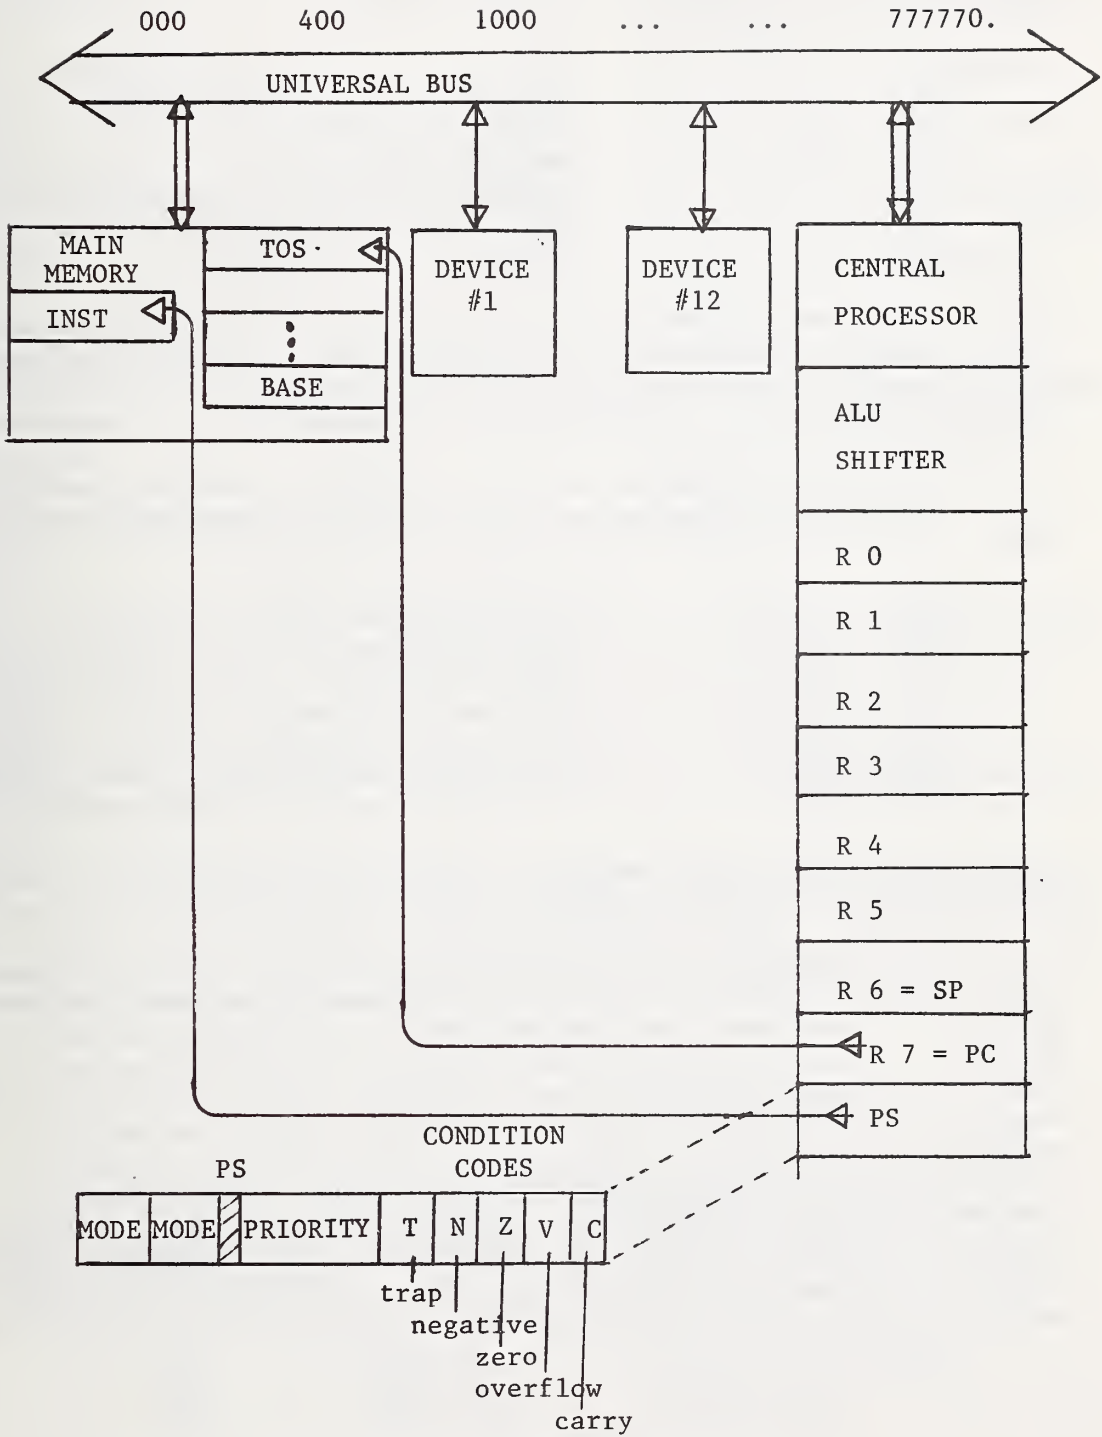 000 400 1000 ... ... 777770.
UNIVERSAL BUS
MAIN
MEMORY
INST
TOS
BASE
DEVICE
#1
DEVICE
#12
CENTRAL
PROCESSOR
ALU
SHIFTER
R 0
R 1
R 2
R 3
R 4
R 5
R 6 = SP
R 7 = PC
PS
CONDITION
CODES
PS
MODE MODE PRIORITY T N Z V C
trap
negative
zero
overflow
carry